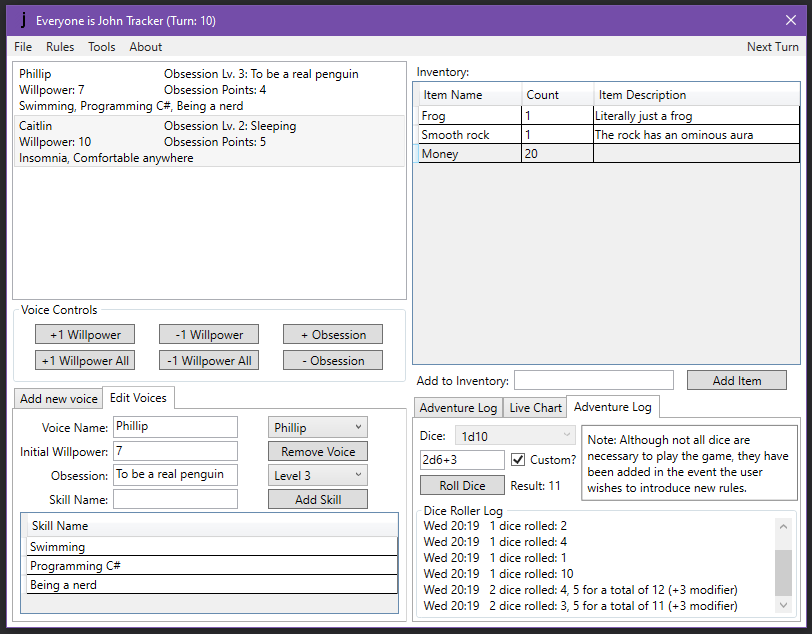 j Everyone is John Tracker (Turn: 10)
File Rules Tools About Next Turn
Phillip Obsession Lv. 3: To be a real penguin
Willpower: 7 Obsession Points: 4
Swimming, Programming C#, Being a nerd
Caitlin Obsession Lv. 2: Sleeping
Willpower: 10 Obsession Points: 5
Insomnia, Comfortable anywhere
Voice Controls
+1 Willpower -1 Willpower + Obsession
+1 Willpower All -1 Willpower All - Obsession
Add new voice Edit Voices
Voice Name: Phillip Phillip
Initial Willpower: 7 Remove Voice
Obsession: To be a real penguin Level 3
Skill Name: Add Skill
Skill Name
Swimming
Programming C#
Being a nerd
Inventory:
Item Name Count Item Description
Frog 1 Literally just a frog
Smooth rock 1 The rock has an ominous aura
Money 20
Add to Inventory: Add Item
Adventure Log Live Chart Adventure Log
Dice: 1d10
2d6+3 Custom?
Roll Dice Result: 11
Note: Although not all dice are
necessary to play the game, they have
been added in the event the user
wishes to introduce new rules.
Dice Roller Log
Wed 20:19 1 dice rolled: 2
Wed 20:19 1 dice rolled: 4
Wed 20:19 1 dice rolled: 1
Wed 20:19 1 dice rolled: 10
Wed 20:19 2 dice rolled: 4, 5 for a total of 12 (+3 modifier)
Wed 20:19 2 dice rolled: 3, 5 for a total of 11 (+3 modifier)